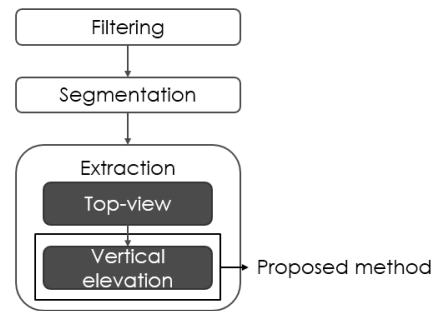 Filtering
Segmentation
Extraction
Top-view
Vertical
elevation
Proposed method